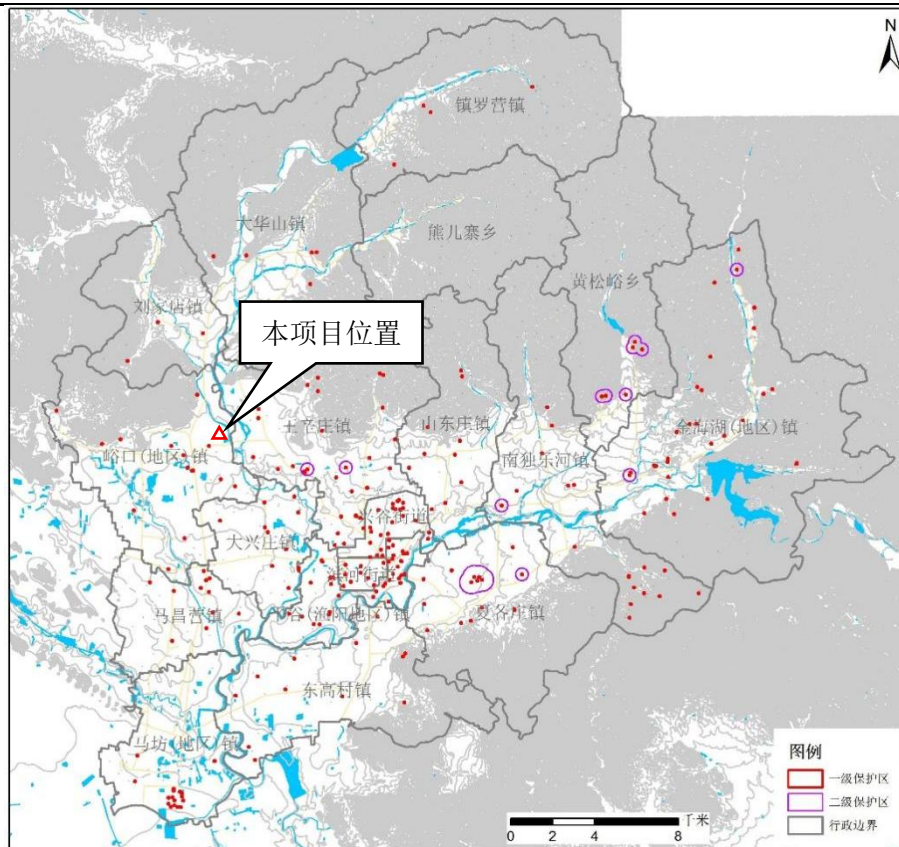 N
镇罗营镇
大华山镇
熊儿寨乡
黄松峪乡
刘家店镇
本项目位置
王辛庄镇
山东庄镇
金海湖(地区)镇
峪口(地区)镇
南独乐河镇
兴谷街道
大兴庄镇
滨河街道
马昌营镇
平谷(渔阳地区)镇
夏各庄镇
东高村镇
马坊(地区)镇
图例
一级保护区
二级保护区
行政边界
千米
0 2 4 8